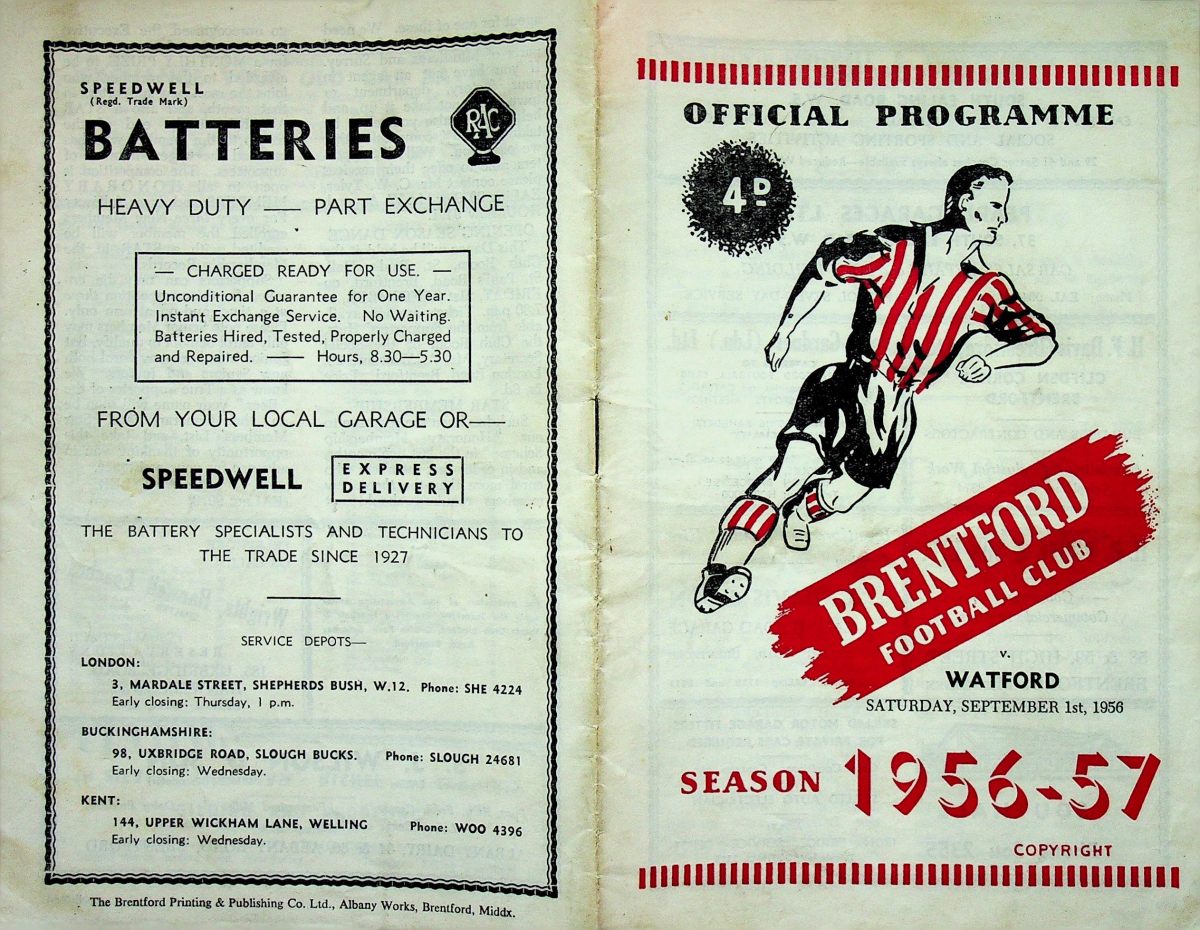 SPEEDWELL
(Regd. Trade Mark)
BATTERIES
RAC
HEAVY DUTY — PART EXCHANGE
— CHARGED READY FOR USE. —
Unconditional Guarantee for One Year.
Instant Exchange Service. No Waiting.
Batteries Hired, Tested, Properly Charged
and Repaired. — Hours, 8.30—5.30
FROM YOUR LOCAL GARAGE OR—
SPEEDWELL
EXPRESS
DELIVERY
THE BATTERY SPECIALISTS AND TECHNICIANS TO
THE TRADE SINCE 1927
SERVICE DEPOTS—
LONDON:
3, MARDALE STREET, SHEPHERDS BUSH, W.12. Phone: SHE 4224
Early closing: Thursday, 1 p.m.
BUCKINGHAMSHIRE:
98, UXBRIDGE ROAD, SLOUGH BUCKS. Phone: SLOUGH 24681
Early closing: Wednesday.
KENT:
144, UPPER WICKHAM LANE, WELLING Phone: WOO 4396
Early closing: Wednesday.
The Brentford Printing & Publishing Co. Ltd., Albany Works, Brentford, Middx.
OFFICIAL PROGRAMME
4D
BRENTFORD
FOOTBALL CLUB
v.
WATFORD
SATURDAY, SEPTEMBER 1st, 1956
SEASON 1956-57
COPYRIGHT